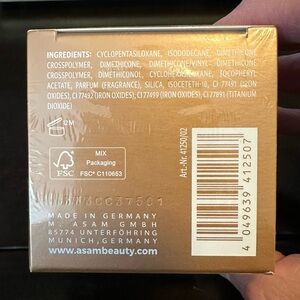 INGREDIENTS: CYCLOPENTASILOXANE, ISODODECANE, DIMETHICONE
CROSSPOLYMER, DIMETHICONE, DIMETHICONE/VINYL DIMETHICONE
CROSSPOLYMER, DIMETHICONOL, CYCLOHEXASILOXANE, TOCOPHERYL
ACETATE, PARFUM (FRAGRANCE), SILICA, ISOCETETH-10, CI 77491 (IRON
OXIDES), CI 77492 (IRON OXIDES), CI 77499 (IRON OXIDES), CI 77891 (TITANIUM
DIOXIDE)
12M
FSC
MIX
Packaging
FSC® C110653
MADE IN GERMANY
M. ASAM GMBH
85774 UNTERFÖHRING
MUNICH, GERMANY
www.asambeauty.com
Art.-Nr. 41250/02
4 049639 412507